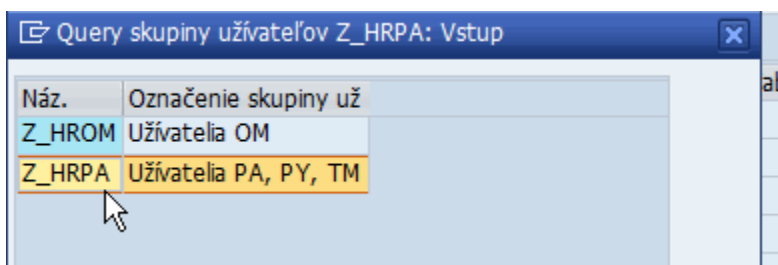 Query skupiny užívateľov Z_HRPA: Vstup
Náz. Označenie skupiny už
Z_HROM Užívatelia OM
Z_HRPA Užívatelia PA, PY, TM